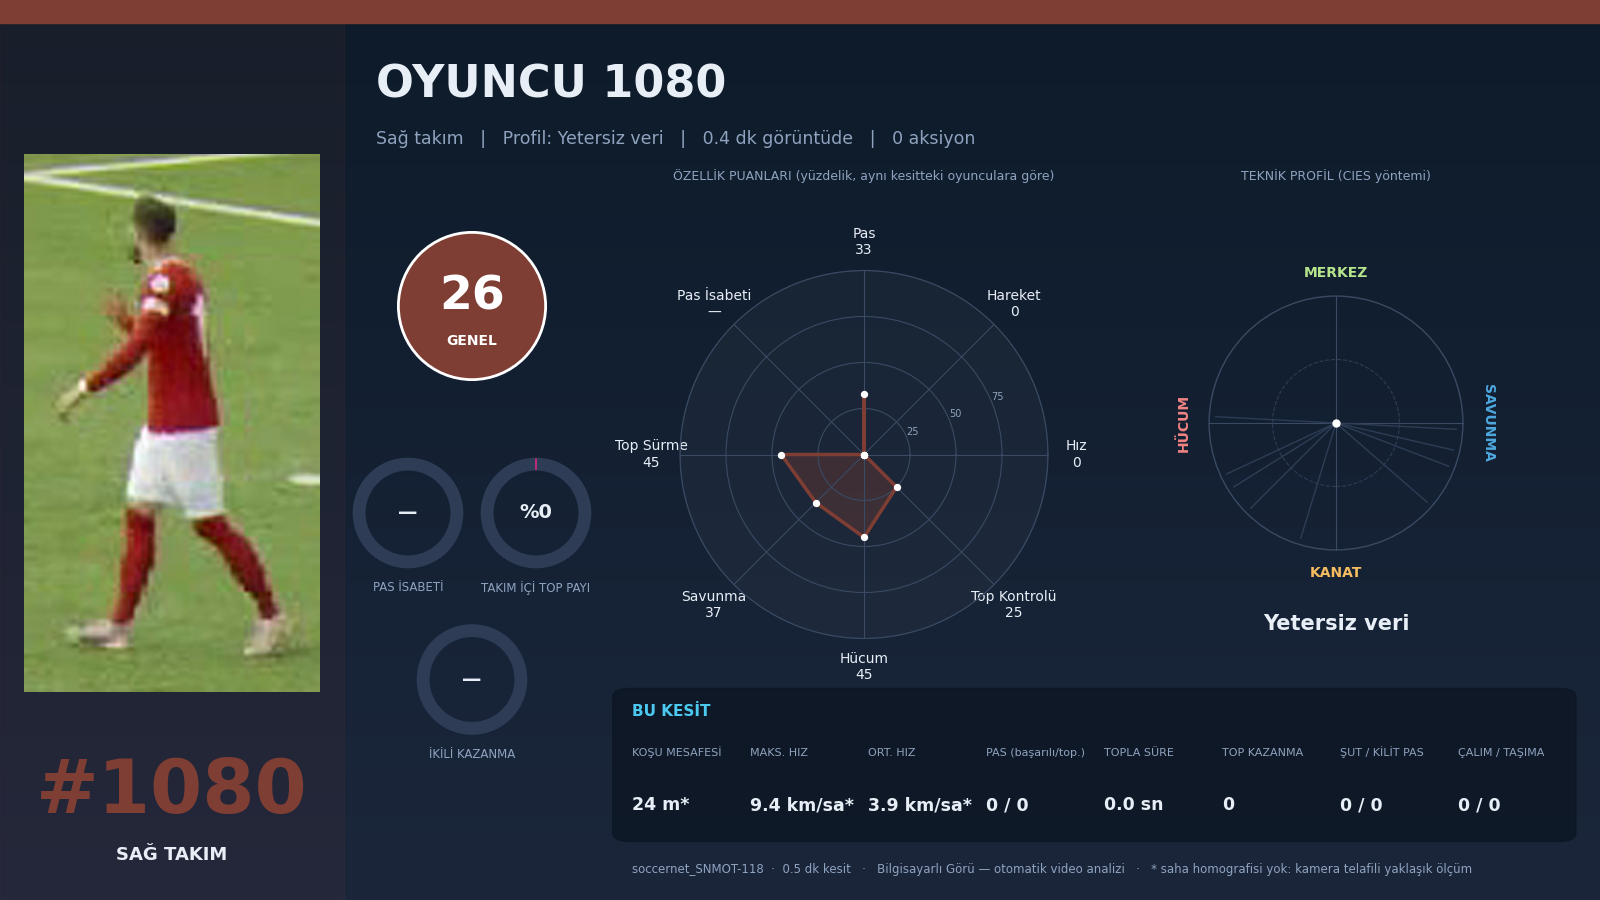 OYUNCU 1080
Sağ takım | Profil: Yetersiz veri | 0.4 dk görüntüde | 0 aksiyon
ÖZELLİK PUANLARI (yüzdelik, aynı kesitteki oyunculara göre)
TEKNİK PROFİL (CIES yöntemi)
26
GENEL
—
PAS İSABETİ
%0
TAKIM İÇİ TOP PAYI
—
İKİLİ KAZANMA
Pas
33
Pas İsabeti
—
Hareket
0
75
50
25
Top Sürme
45
Hız
0
Savunma
37
Top Kontrolü
25
Hücum
45
MERKEZ
HÜCUM
SAVUNMA
KANAT
Yetersiz veri
#1080
SAĞ TAKIM
BU KESİT
KOŞU MESAFESİ MAKS. HIZ ORT. HIZ PAS (başarılı/top.) TOPLA SÜRE TOP KAZANMA ŞUT / KİLİT PAS ÇALIM / TAŞIMA
24 m* 9.4 km/sa* 3.9 km/sa* 0 / 0 0.0 sn 0 0 / 0 0 / 0
soccernet_SNMOT-118 · 0.5 dk kesit · Bilgisayarlı Görü — otomatik video analizi · * saha homografisi yok: kamera telafili yaklaşık ölçüm